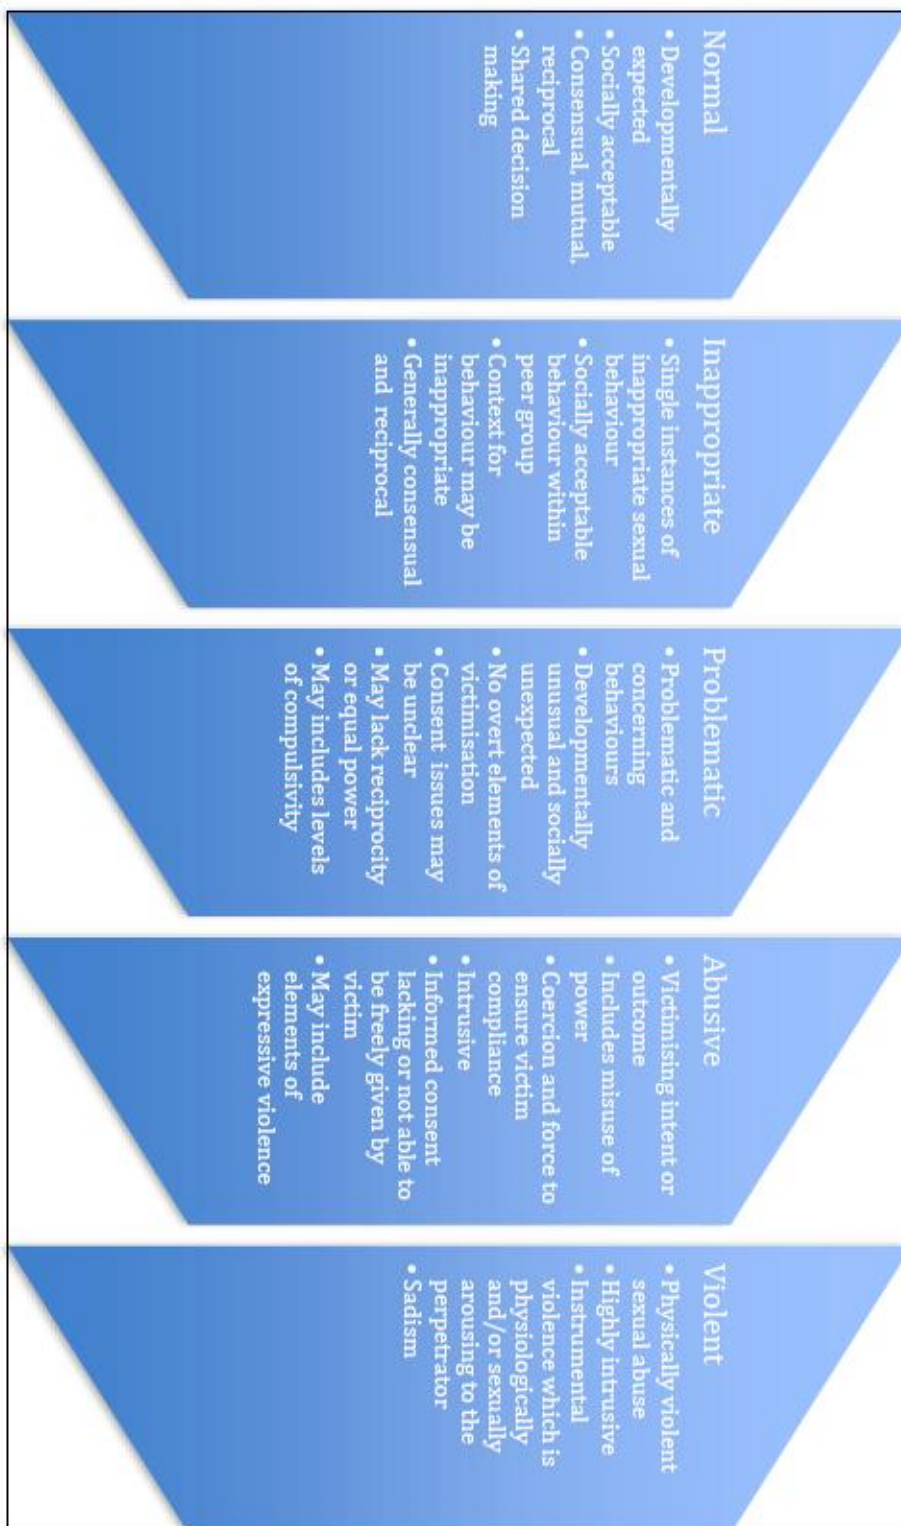 Normal
• Developmentally
expected
• Socially acceptable
• Consensual, mutual,
reciprocal
• Shared decision
making
Inappropriate
• Single instances of
inappropriate sexual
behaviour
• Socially acceptable
behaviour within
peer group
• Context for
behaviour may be
inappropriate
• Generally consensual
and reciprocal
Problematic
• Problematic and
concerning
behaviours
• Developmentally
unusual and socially
unexpected
• No overt elements of
victimisation
• Consent issues may
be unclear
• May lack reciprocity
or equal power
• May includes levels
of compulsivity
Abusive
• Victimising intent or
outcome
• Includes misuse of
power
• Coercion and force to
ensure victim
compliance
• Intrusive
• Informed consent
lacking or not able to
be freely given by
victim
• May include
elements of
expressive violence
Violent
• Physically violent
sexual abuse
• Highly intrusive
• Instrumental
violence which is
physiologically
and/or sexually
arousing to the
perpetrator
• Sadism